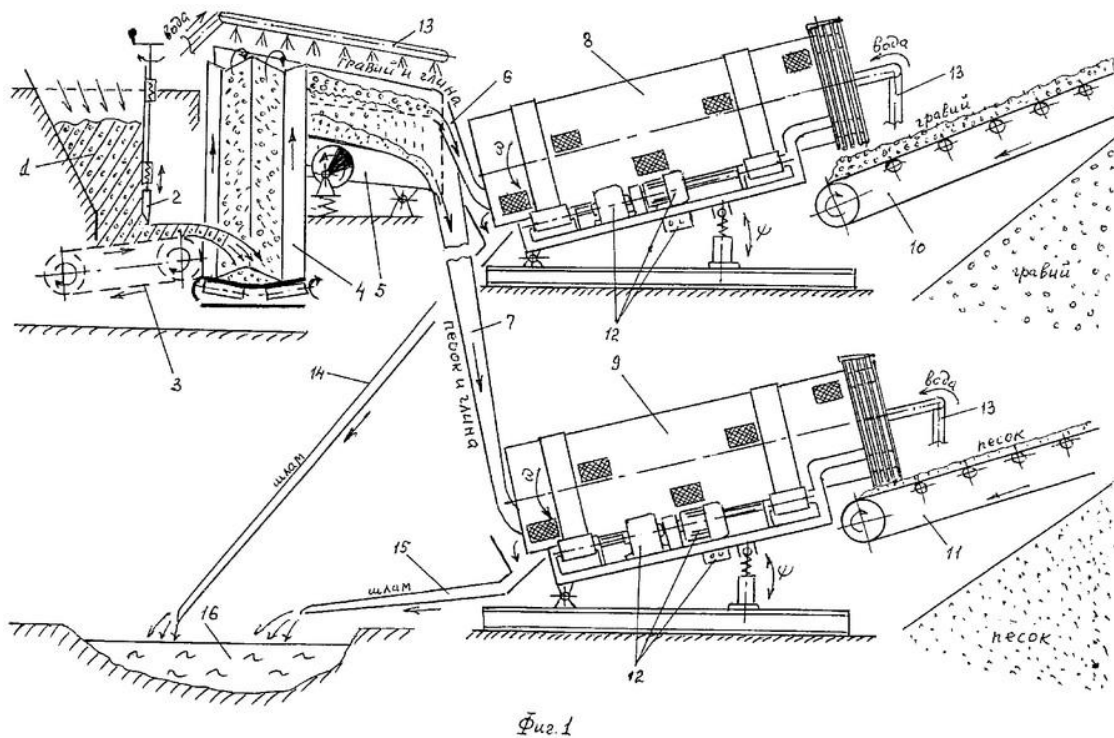 вода
13
8
гравий и глина
6
вода
13
гравий
1
2
ω
ψ
10
гравий
4
5
12
3
7
14
9
песок и глина
вода
13
песок
шлам
ω
11
15
ψ
шлам
16
песок
12
Фиг. 1